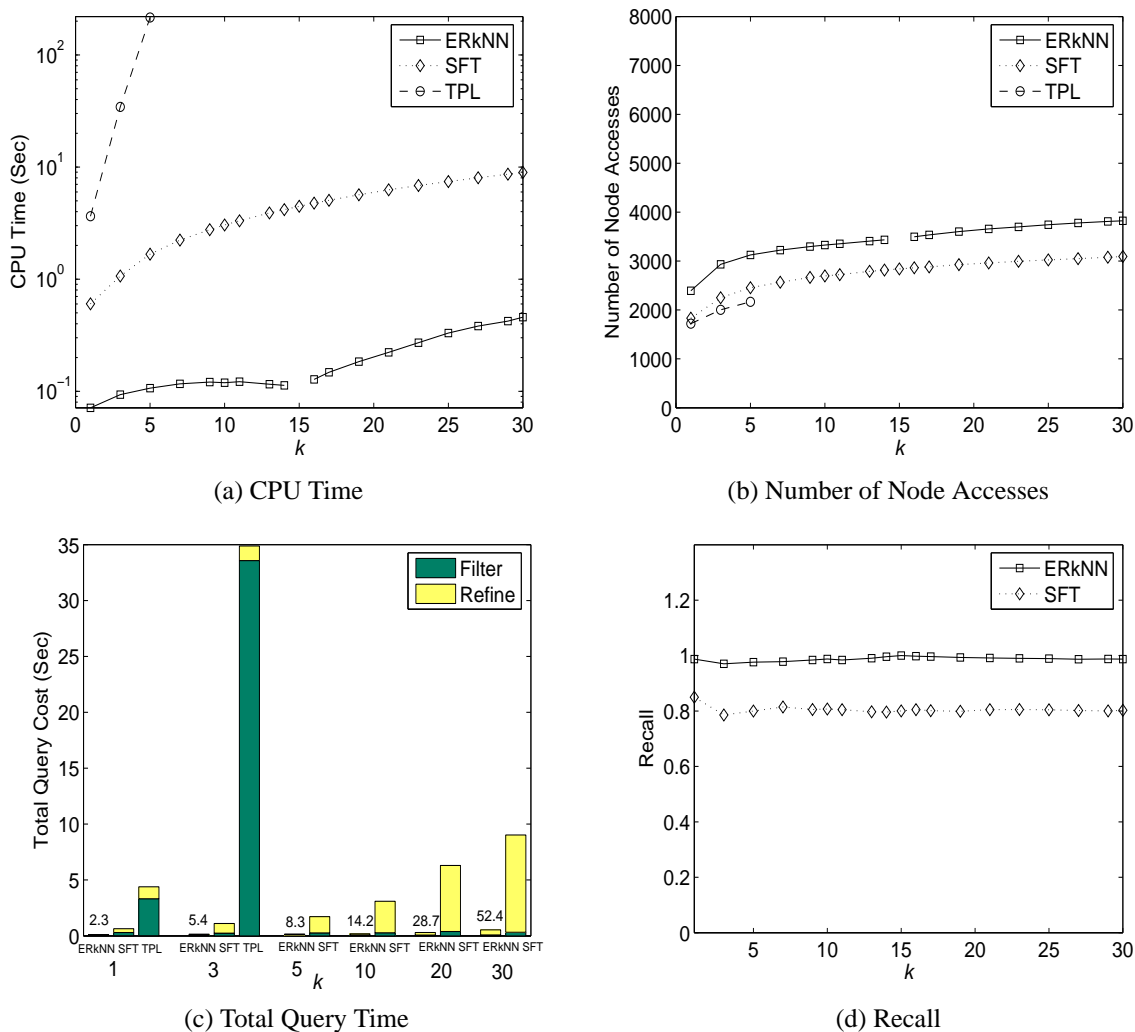 10²
10¹
10⁰
10⁻¹
CPU Time (Sec)
0 5 10 15 20 25 30
k
ERkNN
SFT
TPL
(a) CPU Time
8000
7000
6000
5000
4000
3000
2000
1000
0
Number of Node Accesses
0 5 10 15 20 25 30
k
ERkNN
SFT
TPL
(b) Number of Node Accesses
35
30
25
20
15
10
5
0
Total Query Cost (Sec)
Filter
Refine
2.3 5.4 8.3 14.2 28.7 52.4
ERkNN SFT TPL ERkNN SFT TPL ERkNN SFT ERkNN SFT ERkNN SFT ERkNN SFT
1 3 5 10 20 30
k
(c) Total Query Time
1.2
1
0.8
0.6
0.4
0.2
0
Recall
5 10 15 20 25 30
k
ERkNN
SFT
(d) Recall